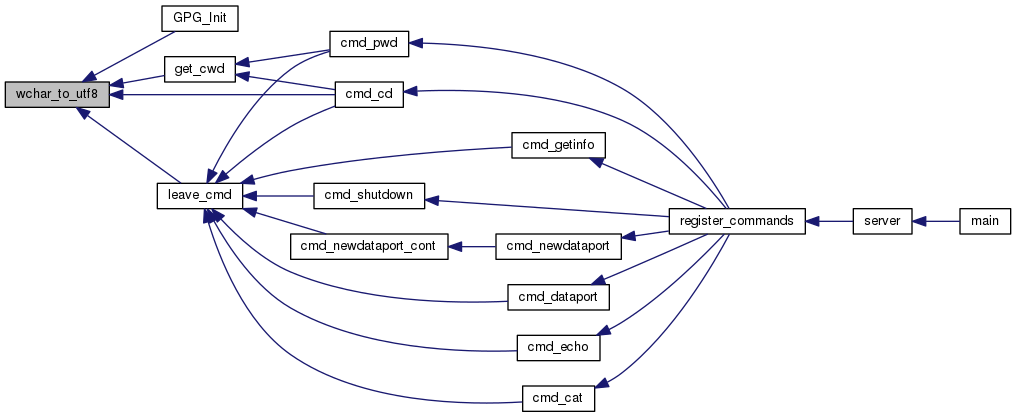 GPG_Init
cmd_pwd
get_cwd
wchar_to_utf8
cmd_cd
cmd_getinfo
leave_cmd
cmd_shutdown
register_commands
server
main
cmd_newdataport_cont
cmd_newdataport
cmd_dataport
cmd_echo
cmd_cat